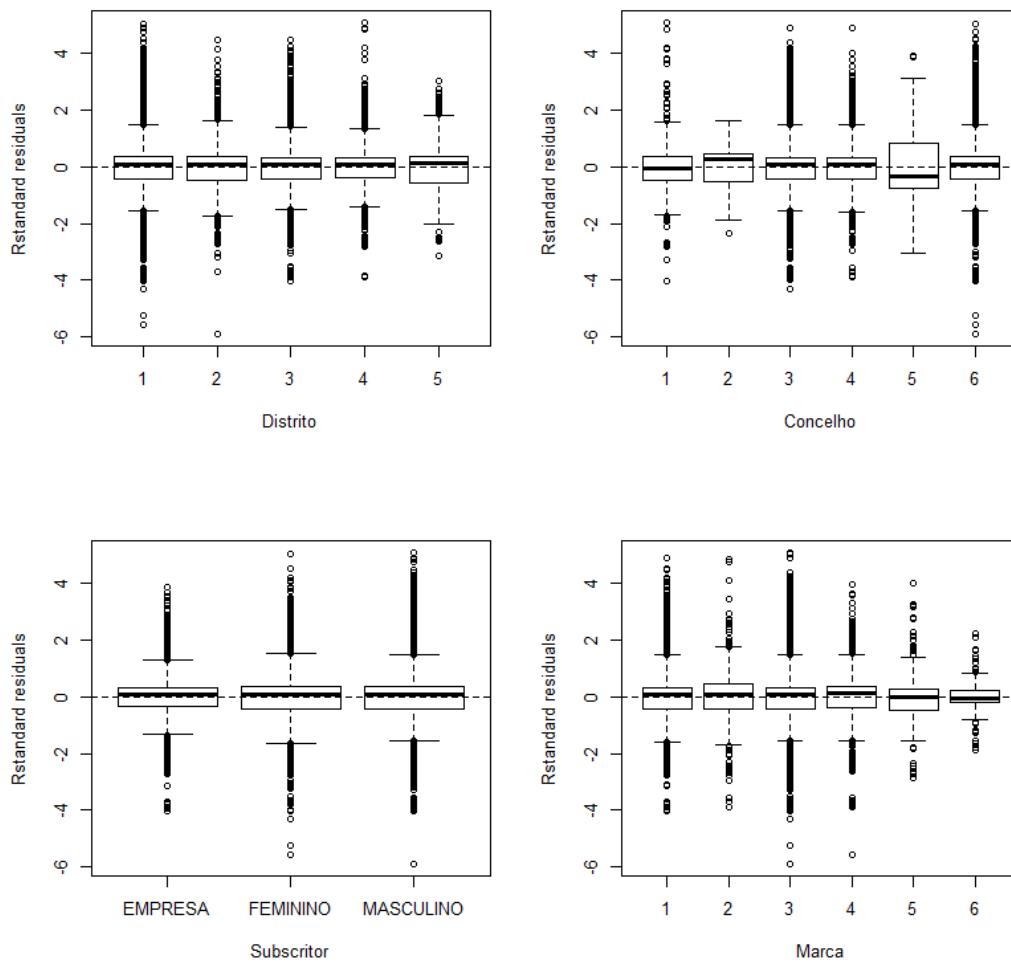 Rstandard residuals
4
2
0
-2
-4
-6
1 2 3 4 5
Distrito
Rstandard residuals
4
2
0
-2
-4
-6
1 2 3 4 5 6
Concelho
Rstandard residuals
4
2
0
-2
-4
-6
EMPRESA FEMININO MASCULINO
Subscritor
Rstandard residuals
4
2
0
-2
-4
-6
1 2 3 4 5 6
Marca